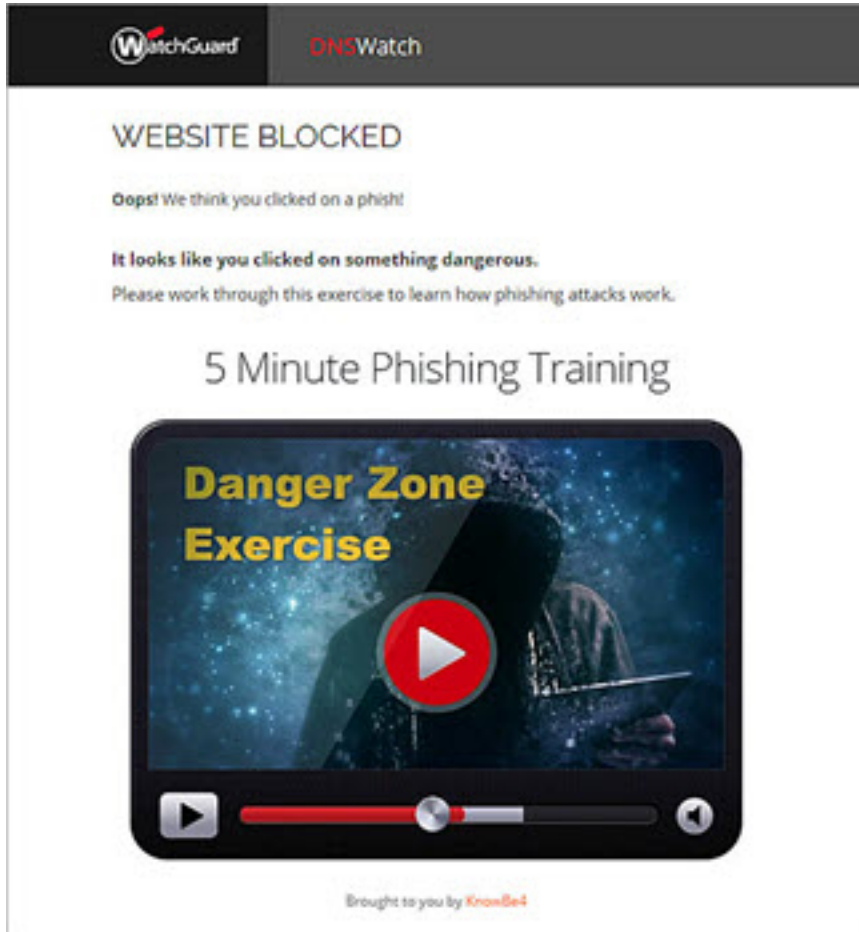 WatchGuard
DNSWatch
WEBSITE BLOCKED
Oops! We think you clicked on a phish!
It looks like you clicked on something dangerous.
Please work through this exercise to learn how phishing attacks work.
5 Minute Phishing Training
Danger Zone
Exercise
Brought to you by KnowBe4